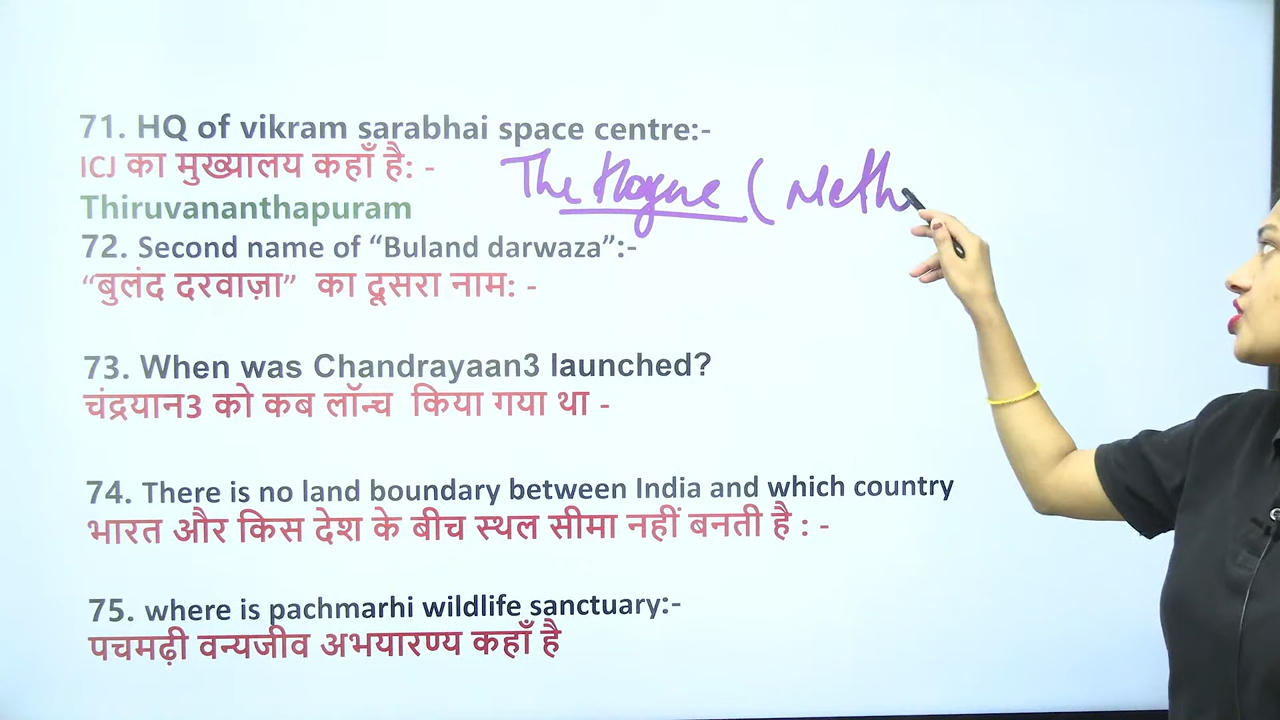 71. HQ of vikram sarabhai space centre:-
ICJ का मुख्यालय कहाँ है: -
The Hague ( Neth
Thiruvananthapuram
72. Second name of “Buland darwaza”:-
“बुलंद दरवाज़ा” का दूसरा नाम: -
73. When was Chandrayaan3 launched?
चंद्रयान3 को कब लॉन्च किया गया था -
74. There is no land boundary between India and which country
भारत और किस देश के बीच स्थल सीमा नहीं बनती है : -
75. where is pachmarhi wildlife sanctuary:-
पचमढ़ी वन्यजीव अभयारण्य कहाँ है